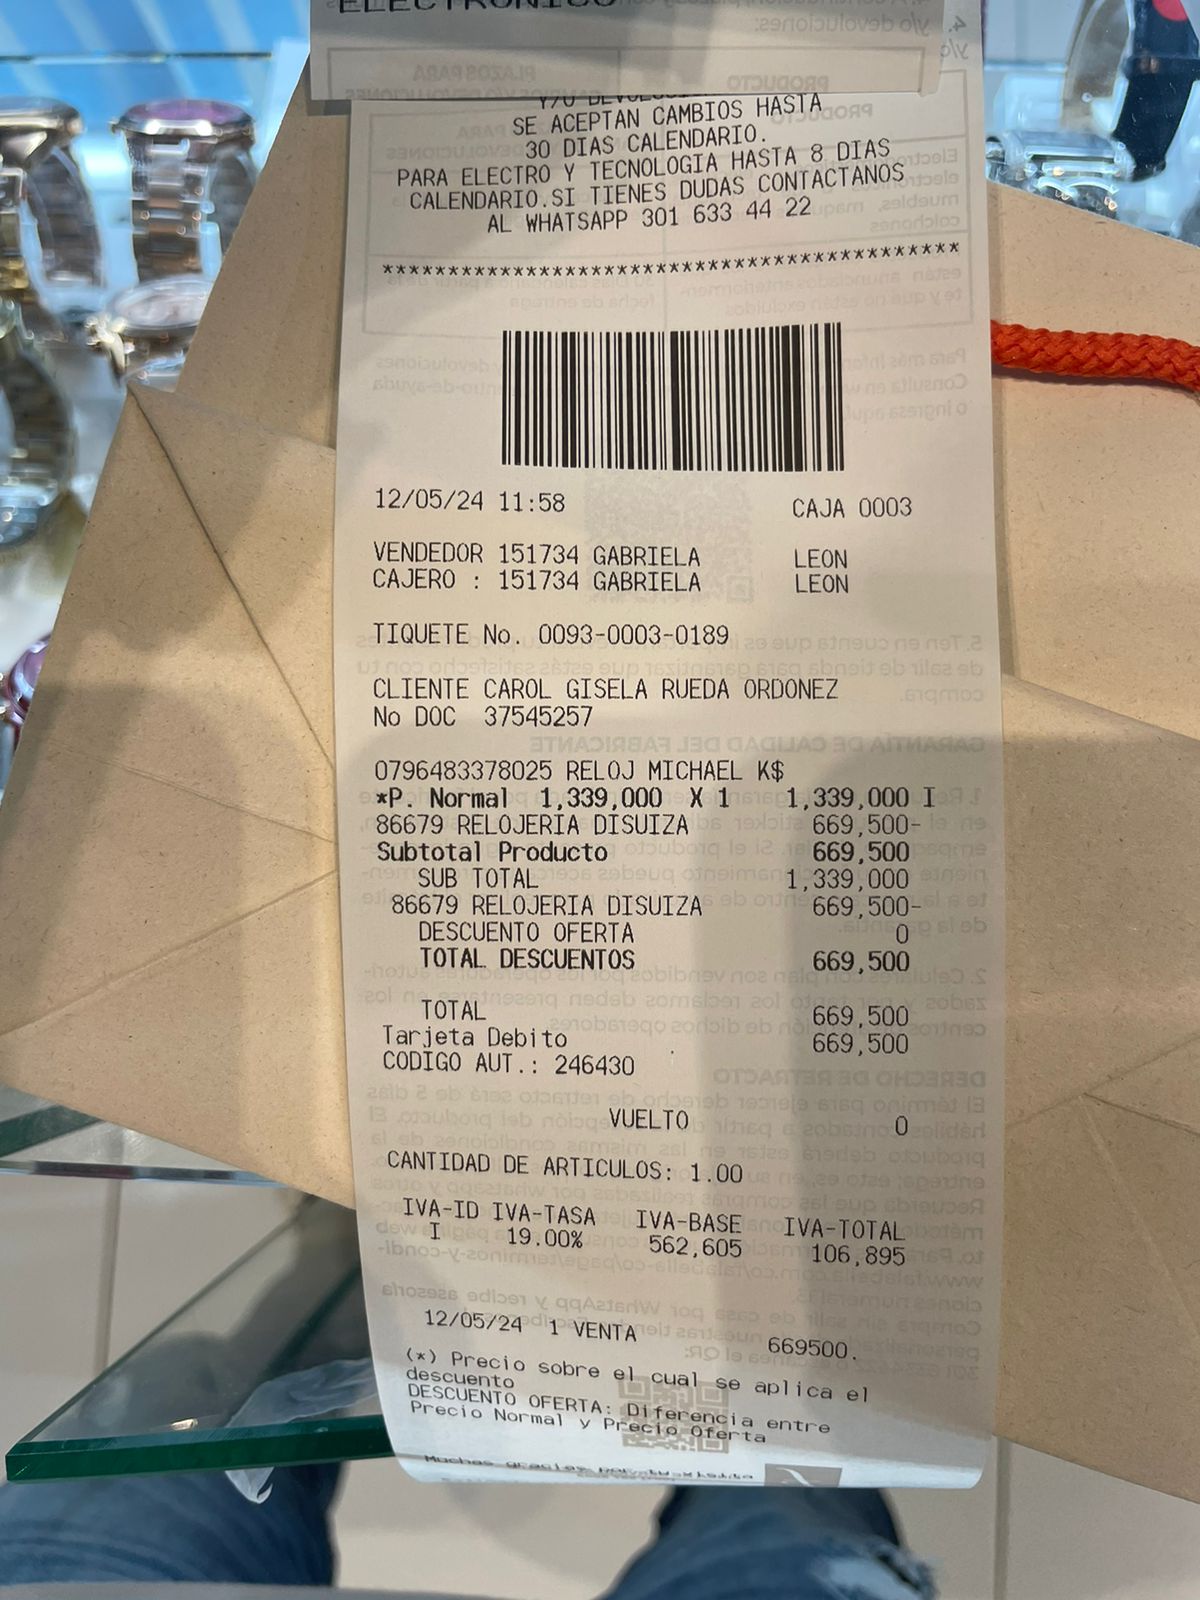 ELECTRONICO
SE ACEPTAN CAMBIOS HASTA
30 DIAS CALENDARIO.
PARA ELECTRO Y TECNOLOGIA HASTA 8 DIAS
CALENDARIO.SI TIENES DUDAS CONTACTANOS
AL WHATSAPP 301 633 44 22
********************************************
12/05/24 11:58 CAJA 0003
VENDEDOR 151734 GABRIELA LEON
CAJERO : 151734 GABRIELA LEON
TIQUETE No. 0093-0003-0189
CLIENTE CAROL GISELA RUEDA ORDONEZ
No DOC 37545257
0796483378025 RELOJ MICHAEL K$
*P. Normal 1,339,000 X 1 1,339,000 I
86679 RELOJERIA DISUIZA 669,500-
Subtotal Producto 669,500
SUB TOTAL 1,339,000
86679 RELOJERIA DISUIZA 669,500-
DESCUENTO OFERTA 0
TOTAL DESCUENTOS 669,500
TOTAL 669,500
Tarjeta Debito 669,500
CODIGO AUT.: 246430
VUELTO 0
CANTIDAD DE ARTICULOS: 1.00
IVA-ID IVA-TASA IVA-BASE IVA-TOTAL
I 19.00% 562,605 106,895
12/05/24 1 VENTA 669500.
(*) Precio sobre el cual se aplica el
descuento
DESCUENTO OFERTA: Diferencia entre
Precio Normal y Precio Oferta
Muchas gracias por tu visita